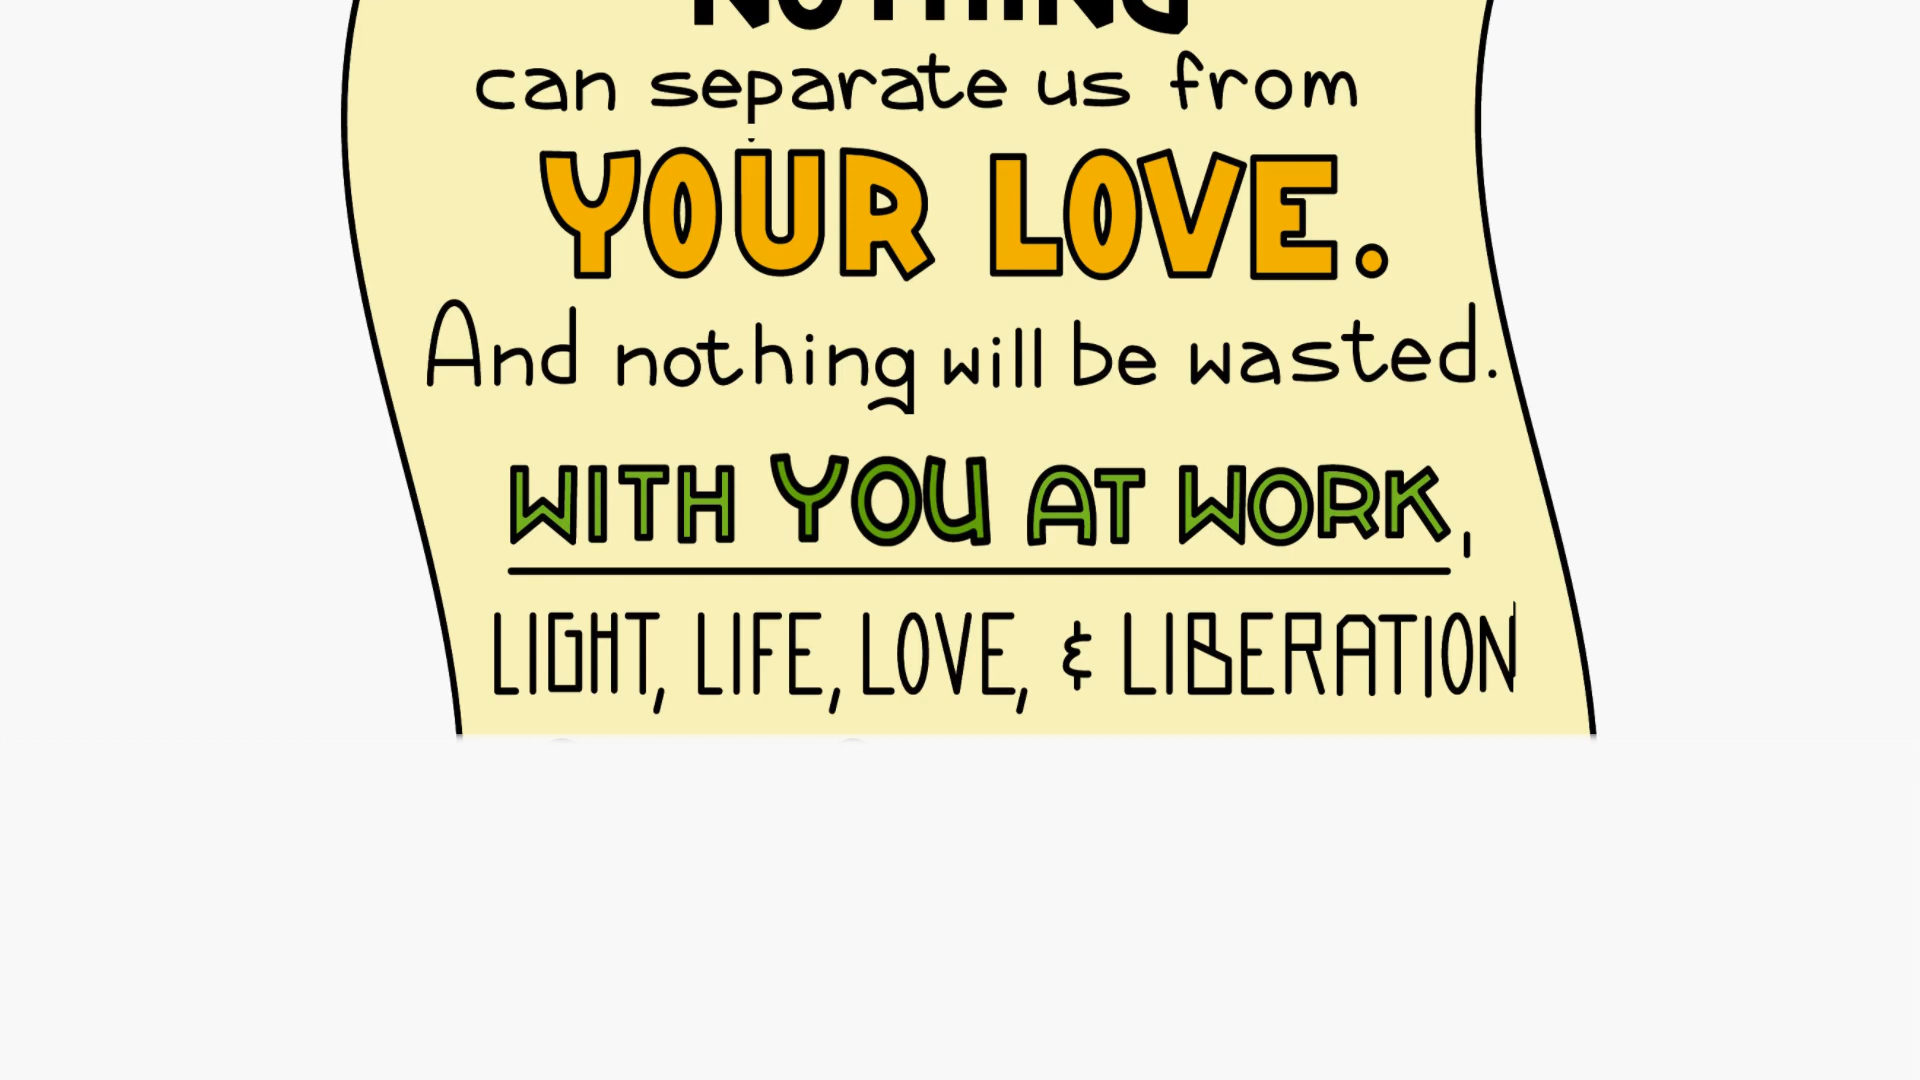 NOTHING
can separate us from
YOUR LOVE.
And nothing will be wasted.
WITH YOU AT WORK,
LIGHT, LIFE, LOVE, & LIBERATION